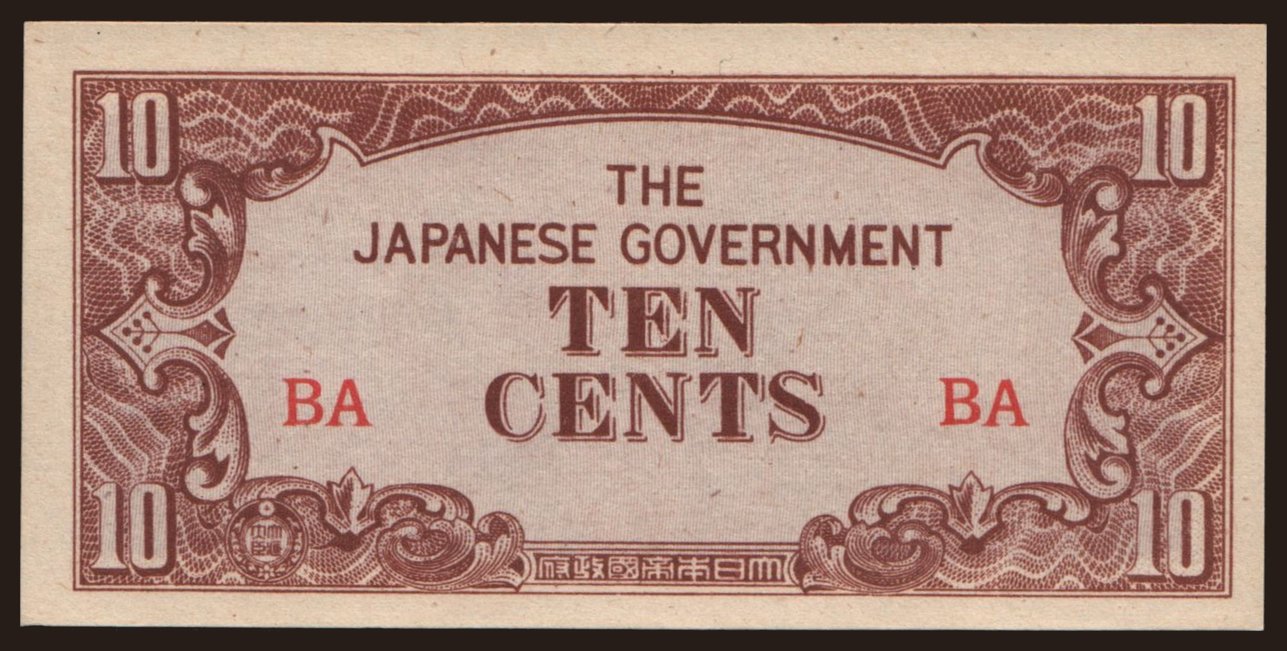 10 10
THE
JAPANESE GOVERNMENT
TEN
CENTS
BA BA
10 10
大日本帝國政府